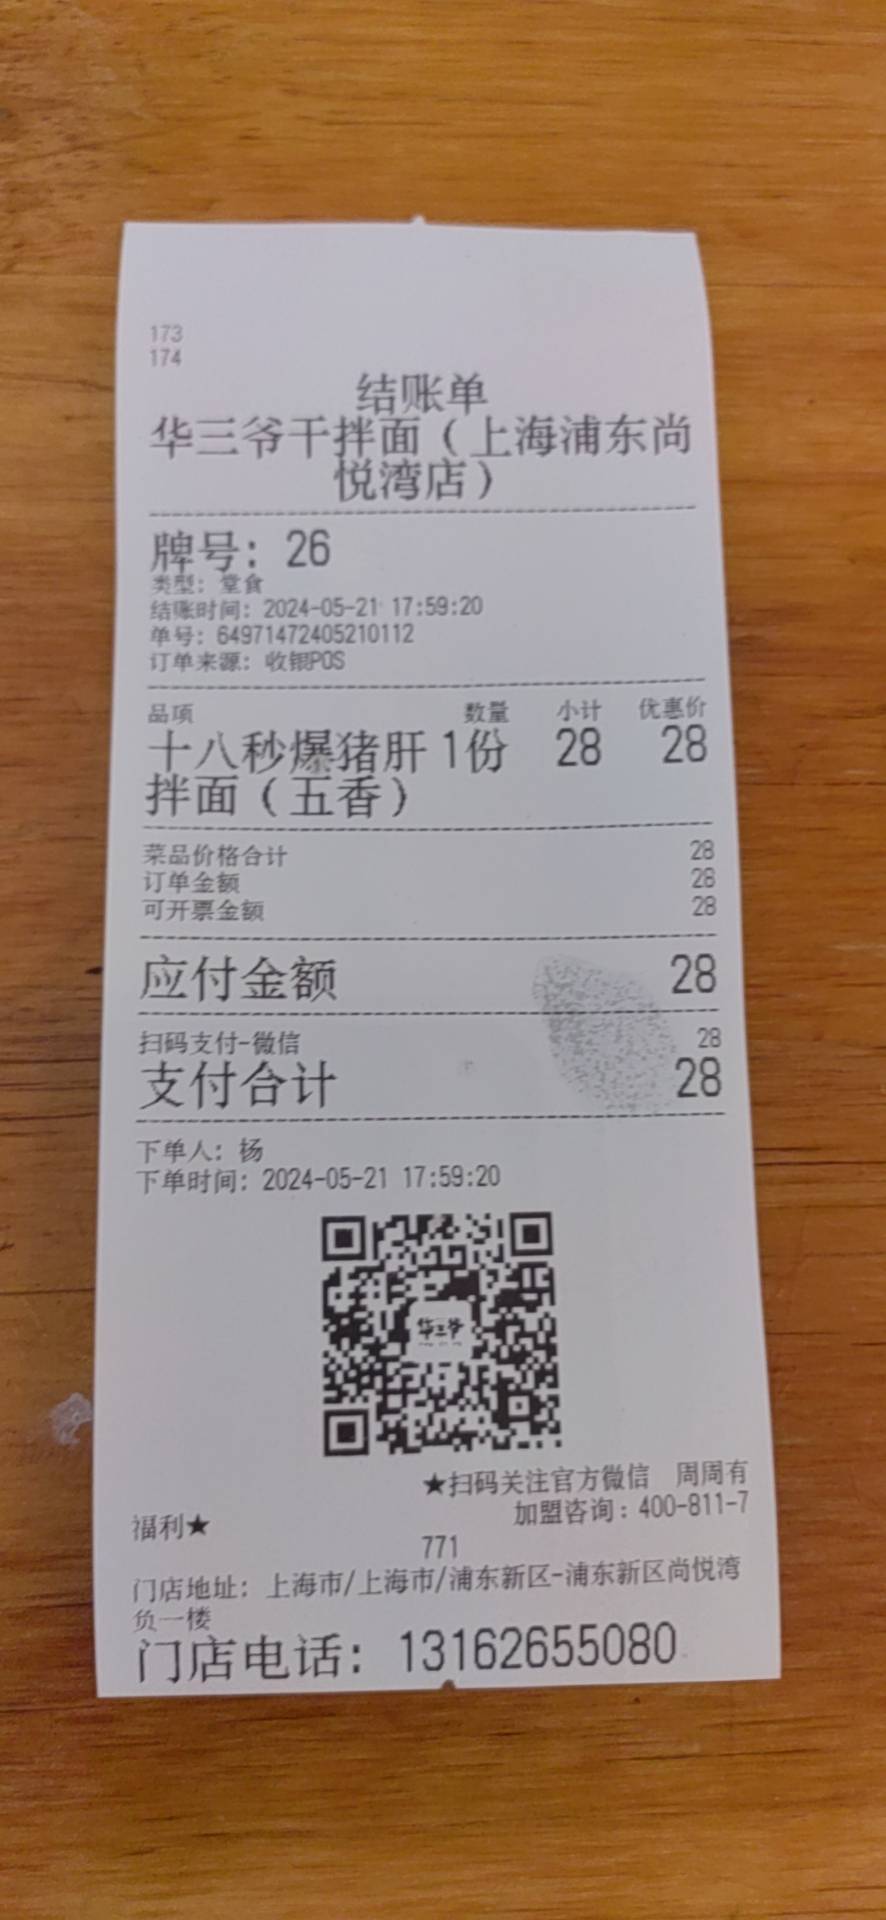 173
174
结账单
华三爷干拌面（上海浦东尚
悦湾店）
牌号：26
类型：堂食
结账时间：2024-05-21 17:59:20
单号：64971472405210112
订单来源：收银POS
品项 数量 小计 优惠价
十八秒爆猪肝 1份 28 28
拌面（五香）
菜品价格合计 28
订单金额 28
可开票金额 28
应付金额 28
扫码支付-微信 28
支付合计 28
下单人：杨
下单时间：2024-05-21 17:59:20
华三爷
★扫码关注官方微信 周周有
福利★
加盟咨询：400-811-7
771
门店地址：上海市/上海市/浦东新区-浦东新区尚悦湾
负一楼
门店电话：13162655080